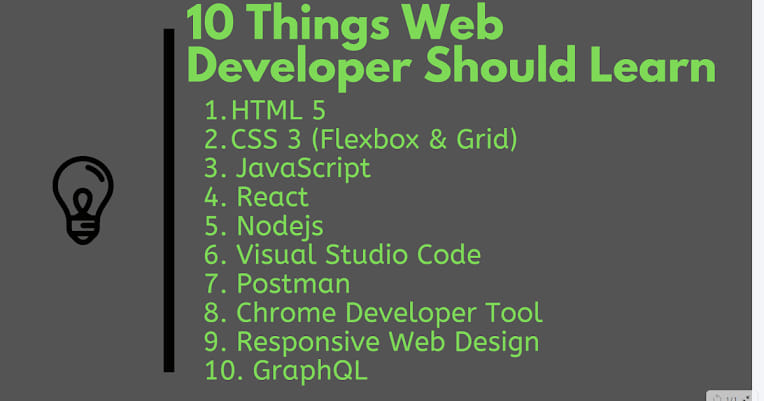 10 Things Web
Developer Should Learn
1. HTML 5
2. CSS 3 (Flexbox & Grid)
3. JavaScript
4. React
5. Nodejs
6. Visual Studio Code
7. Postman
8. Chrome Developer Tool
9. Responsive Web Design
10. GraphQL